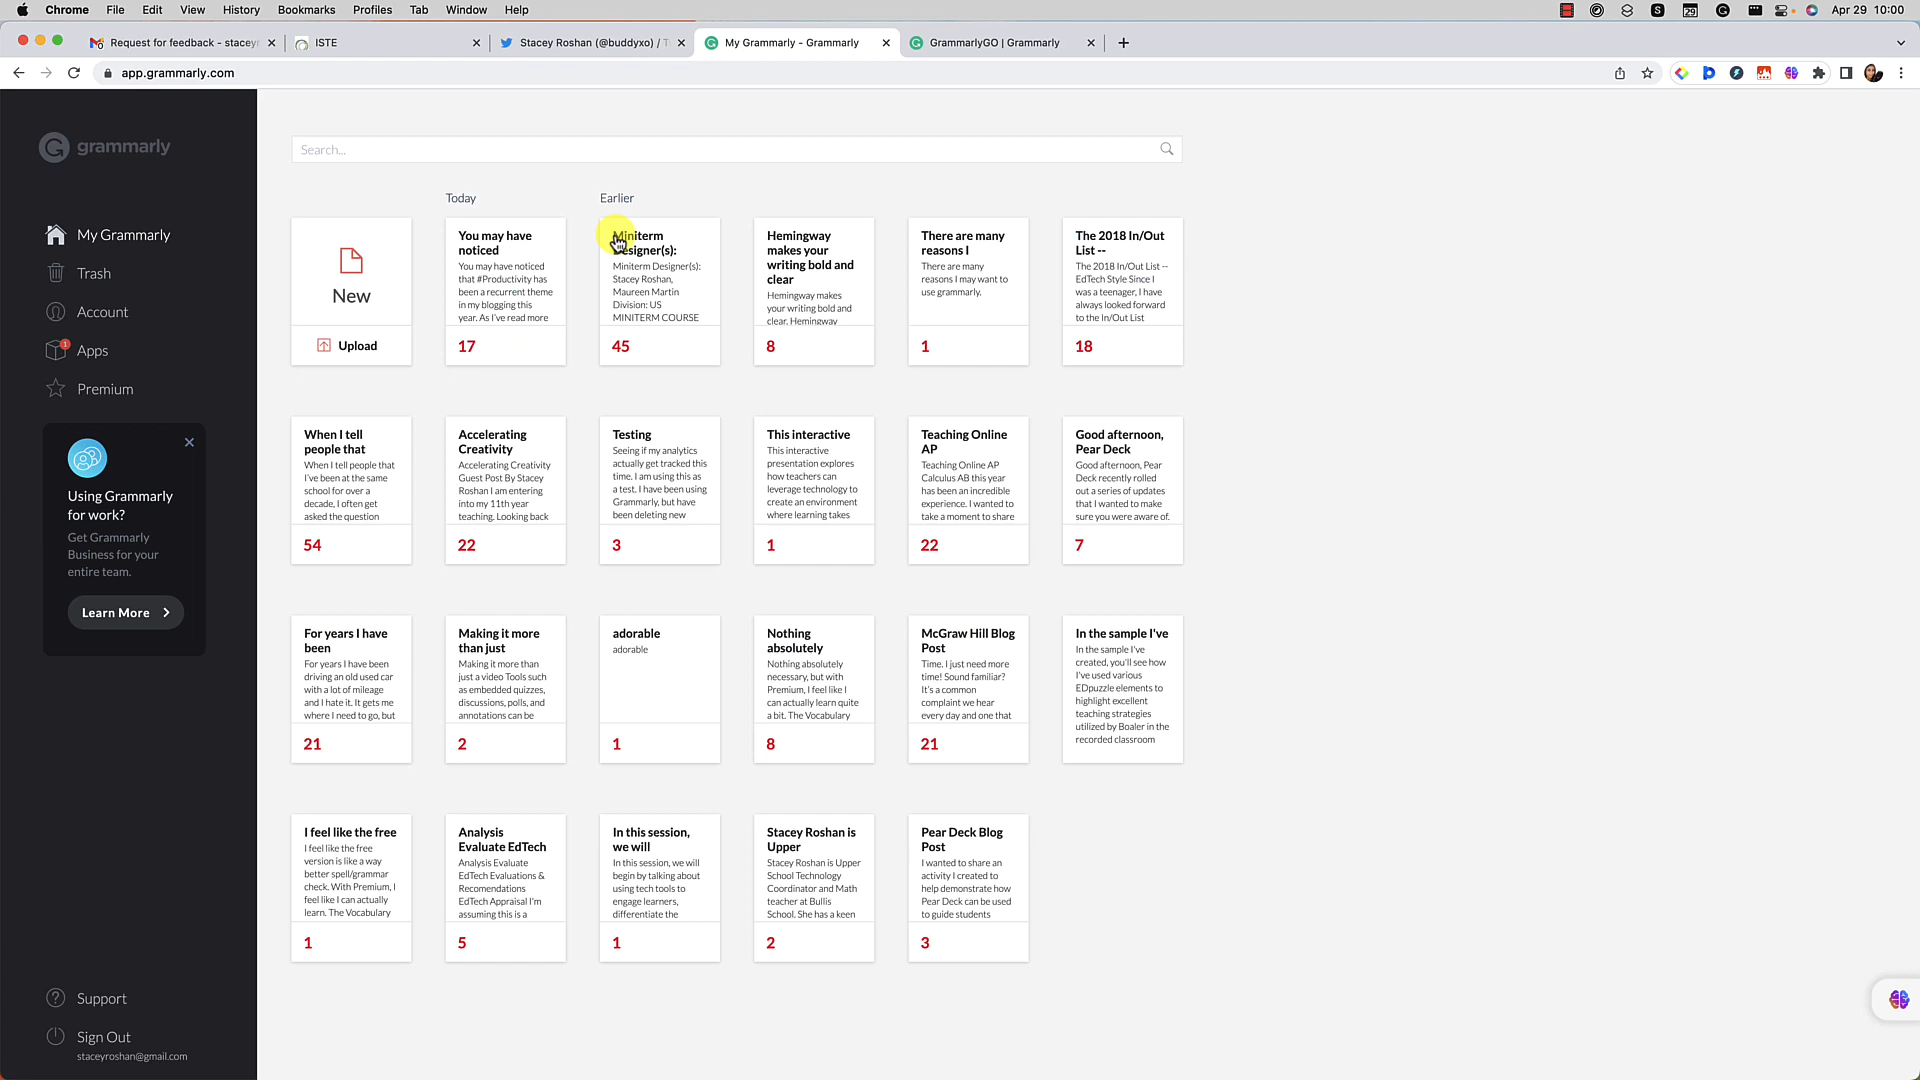 Chrome File Edit View History Bookmarks Profiles Tab Window Help
29
Apr 29 10:00
Request for feedback - staceyr
ISTE
Stacey Roshan (@buddyxo) / T
My Grammarly - Grammarly
GrammarlyGO | Grammarly
app.grammarly.com
grammarly
My Grammarly
Trash
Account
1
Apps
Premium
Using Grammarly
for work?
Get Grammarly
Business for your
entire team.
Learn More
Support
Sign Out
staceyroshan@gmail.com
Search...
Today
Earlier
New
Upload
You may have
noticed
You may have noticed
that #Productivity has
been a recurrent theme
in my blogging this
year. As I've read more
17
Miniterm
Designer(s):
Miniterm Designer(s):
Stacey Roshan,
Maureen Martin
Division: US
MINITERM COURSE
45
Hemingway
makes your
writing bold and
clear
Hemingway makes
your writing bold and
clear. Hemingway
8
There are many
reasons I
There are many
reasons I may want to
use grammarly.
1
The 2018 In/Out
List --
The 2018 In/Out List --
EdTech Style Since I
was a teenager, I have
always looked forward
to the In/Out List
18
When I tell
people that
When I tell people that
I've been at the same
school for over a
decade, I often get
asked the question
54
Accelerating
Creativity
Accelerating Creativity
Guest Post By Stacey
Roshan I am entering
into my 11th year
teaching. Looking back
22
Testing
Seeing if my analytics
actually get tracked this
time. I am using this as
a test. I have been using
Grammarly, but have
been deleting new
3
This interactive
This interactive
presentation explores
how teachers can
leverage technology to
create an environment
where learning takes
1
Teaching Online
AP
Teaching Online AP
Calculus AB this year
has been an incredible
experience. I wanted to
take a moment to share
22
Good afternoon,
Pear Deck
Good afternoon, Pear
Deck recently rolled
out a series of updates
that I wanted to make
sure you were aware of.
7
For years I have
been
For years I have been
driving an old used car
with a lot of mileage
and I hate it. It gets me
where I need to go, but
21
Making it more
than just
Making it more than
just a video Tools such
as embedded quizzes,
discussions, polls, and
annotations can be
2
adorable
adorable
1
Nothing
absolutely
Nothing absolutely
necessary, but with
Premium, I feel like I
can actually learn quite
a bit. The Vocabulary
8
McGraw Hill Blog
Post
Time. I just need more
time! Sound familiar?
It's a common
complaint we hear
every day and one that
21
In the sample I've
In the sample I've
created, you'll see how
I've used various
EDpuzzle elements to
highlight excellent
teaching strategies
utilized by Boaler in the
recorded classroom
I feel like the free
I feel like the free
version is like a way
better spell/grammar
check. With Premium, I
feel like I can actually
learn. The Vocabulary
1
Analysis
Evaluate EdTech
Analysis Evaluate
EdTech Evaluations &
Recomendations
EdTech Appraisal I'm
assuming this is a
5
In this session,
we will
In this session, we will
begin by talking about
using tech tools to
engage learners,
differentiate the
1
Stacey Roshan is
Upper
Stacey Roshan is Upper
School Technology
Coordinator and Math
teacher at Bullis
School. She has a keen
2
Pear Deck Blog
Post
I wanted to share an
activity I created to
help demonstrate how
Pear Deck can be used
to guide students
3